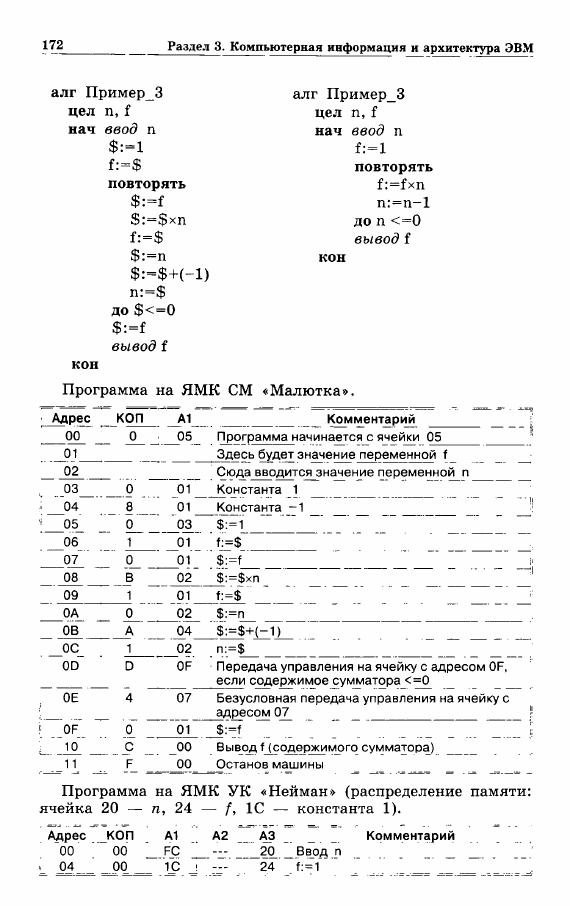 172 Раздел 3. Компьютерная информация и архитектура ЭВМ
алг Пример_3
цел n, f
нач ввод n
$:=1
f:=$
повторять
$:=f
$:=$×n
f:=$
$:=n
$:=$+(-1)
n:=$
до $<=0
$:=f
вывод f
кон
алг Пример_3
цел n, f
нач ввод n
f:=1
повторять
f:=f×n
n:=n-1
до n <=0
вывод f
кон
Программа на ЯМК СМ «Малютка».
Адрес КОП А1 Комментарий
00 0 05 Программа начинается с ячейки 05
01 Здесь будет значение переменной f
02 Сюда вводится значение переменной n
03 0 01 Константа 1
04 8 01 Константа -1
05 0 03 $:=1
06 1 01 f:=$
07 0 01 $:=f
08 B 02 $:=$×n
09 1 01 f:=$
0A 0 02 $:=n
0B A 04 $:=$+(-1)
0C 1 02 n:=$
0D D 0F Передача управления на ячейку с адресом 0F,
если содержимое сумматора <=0
0E 4 07 Безусловная передача управления на ячейку с
адресом 07
0F 0 01 $:=f
10 C 00 Вывод f (содержимого сумматора)
11 F 00 Останов машины
Программа на ЯМК УК «Нейман» (распределение памяти:
ячейка 20 — n, 24 — f, 1C — константа 1).
Адрес КОП А1 А2 А3 Комментарий
00 00 FC --- 20 Ввод n
04 00 1C --- 24 f:=1